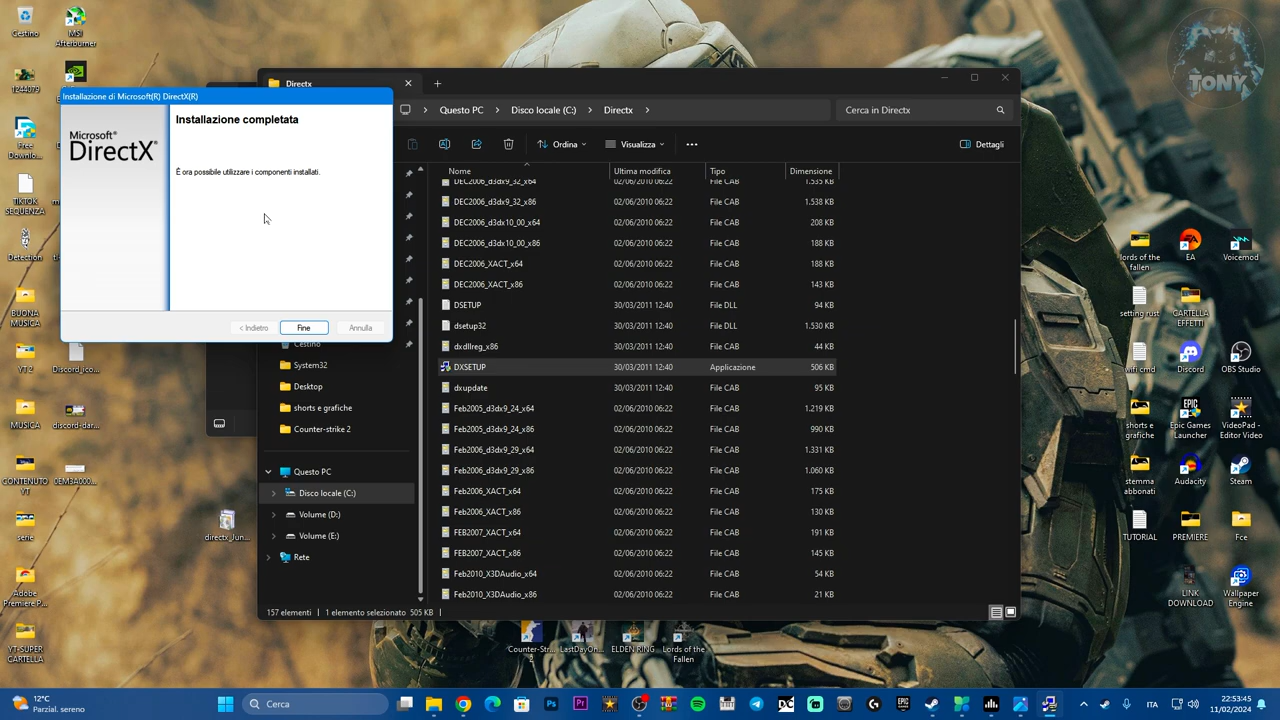 Cestino
MSI
Afterburner
1244079
Free
Downlo...
TIKTOK
SEQUENZA
Detection
BUONA
MUSICA
YT 2
Discord_ico...
MUSICA
discord-dar...
CONTENUTO
YT
0EM3A000...
serie
directx_Jun...
Adobe
Premiere P...
YT-SUPER
CARTELLA
Installazione di Microsoft(R) DirectX(R)
Microsoft®
DirectX®
Installazione completata
È ora possibile utilizzare i componenti installati.
< Indietro
Fine
Annulla
Directx
Questo PC
Disco locale (C:)
Directx
Cerca in Directx
Ordina
Visualizza
Dettagli
Nome Ultima modifica Tipo Dimensione
DEC2006_d3dx9_32_x64 02/06/2010 06:22 File CAB 1.535 KB
DEC2006_d3dx9_32_x86 02/06/2010 06:22 File CAB 1.538 KB
DEC2006_d3dx10_00_x64 02/06/2010 06:22 File CAB 208 KB
DEC2006_d3dx10_00_x86 02/06/2010 06:22 File CAB 188 KB
DEC2006_XACT_x64 02/06/2010 06:22 File CAB 188 KB
DEC2006_XACT_x86 02/06/2010 06:22 File CAB 143 KB
DSETUP 30/03/2011 12:40 File DLL 94 KB
dsetup32 30/03/2011 12:40 File DLL 1.530 KB
dxdllreg_x86 30/03/2011 12:40 File CAB 44 KB
DXSETUP 30/03/2011 12:40 Applicazione 506 KB
dxupdate 30/03/2011 12:40 File CAB 95 KB
Feb2005_d3dx9_24_x64 02/06/2010 06:22 File CAB 1.219 KB
Feb2005_d3dx9_24_x86 02/06/2010 06:22 File CAB 990 KB
Feb2006_d3dx9_29_x64 02/06/2010 06:22 File CAB 1.331 KB
Feb2006_d3dx9_29_x86 02/06/2010 06:22 File CAB 1.060 KB
Feb2006_XACT_x64 02/06/2010 06:22 File CAB 175 KB
Feb2006_XACT_x86 02/06/2010 06:22 File CAB 130 KB
FEB2007_XACT_x64 02/06/2010 06:22 File CAB 191 KB
FEB2007_XACT_x86 02/06/2010 06:22 File CAB 145 KB
Feb2010_X3DAudio_x64 02/06/2010 06:22 File CAB 54 KB
Feb2010_X3DAudio_x86 02/06/2010 06:22 File CAB 21 KB
Cestino
System32
Desktop
shorts e grafiche
Counter-strike 2
Questo PC
Disco locale (C:)
Volume (D:)
Volume (E:)
Rete
157 elementi
1 elemento selezionato 505 KB
TONY
lords of the
fallen
EA
Voicemod
setting rust
CARTELLA
EFFETTI
wifi cmd
Discord
OBS Studio
shorts e
grafiche
Epic Games
Launcher
VideoPad -
Editor Video
stemma
abbonati
Audacity
Steam
TUTORIAL
PREMIERE
Fce
LINK
DOWNLOAD
Wallpaper
Engine
Counter-Str...
2
LastDayOn...
ELDEN RING
Lords of the
Fallen
12°C
Parzial. sereno
Cerca
ITA
22:53:45
11/02/2024